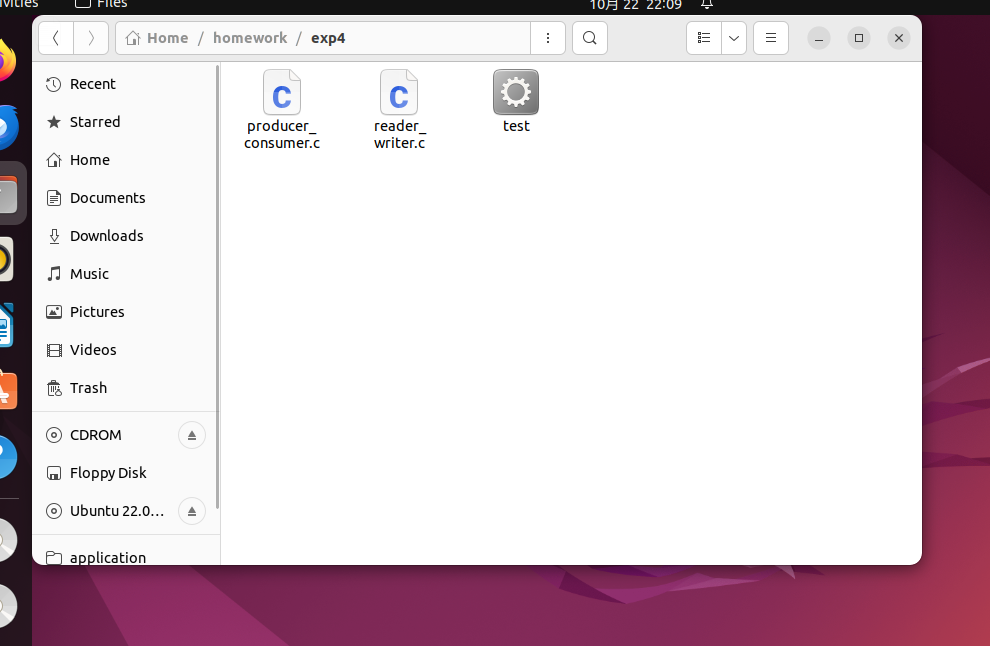 Files
10月 22 22:09
Home / homework / exp4
Recent
Starred
Home
Documents
Downloads
Music
Pictures
Videos
Trash
CDROM
Floppy Disk
Ubuntu 22.0...
application
producer_
consumer.c
reader_
writer.c
test